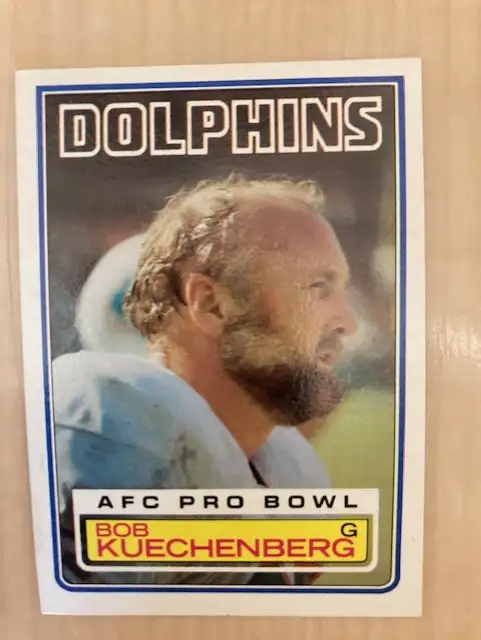 DOLPHINS
AFC PRO BOWL
BOB G
KUECHENBERG